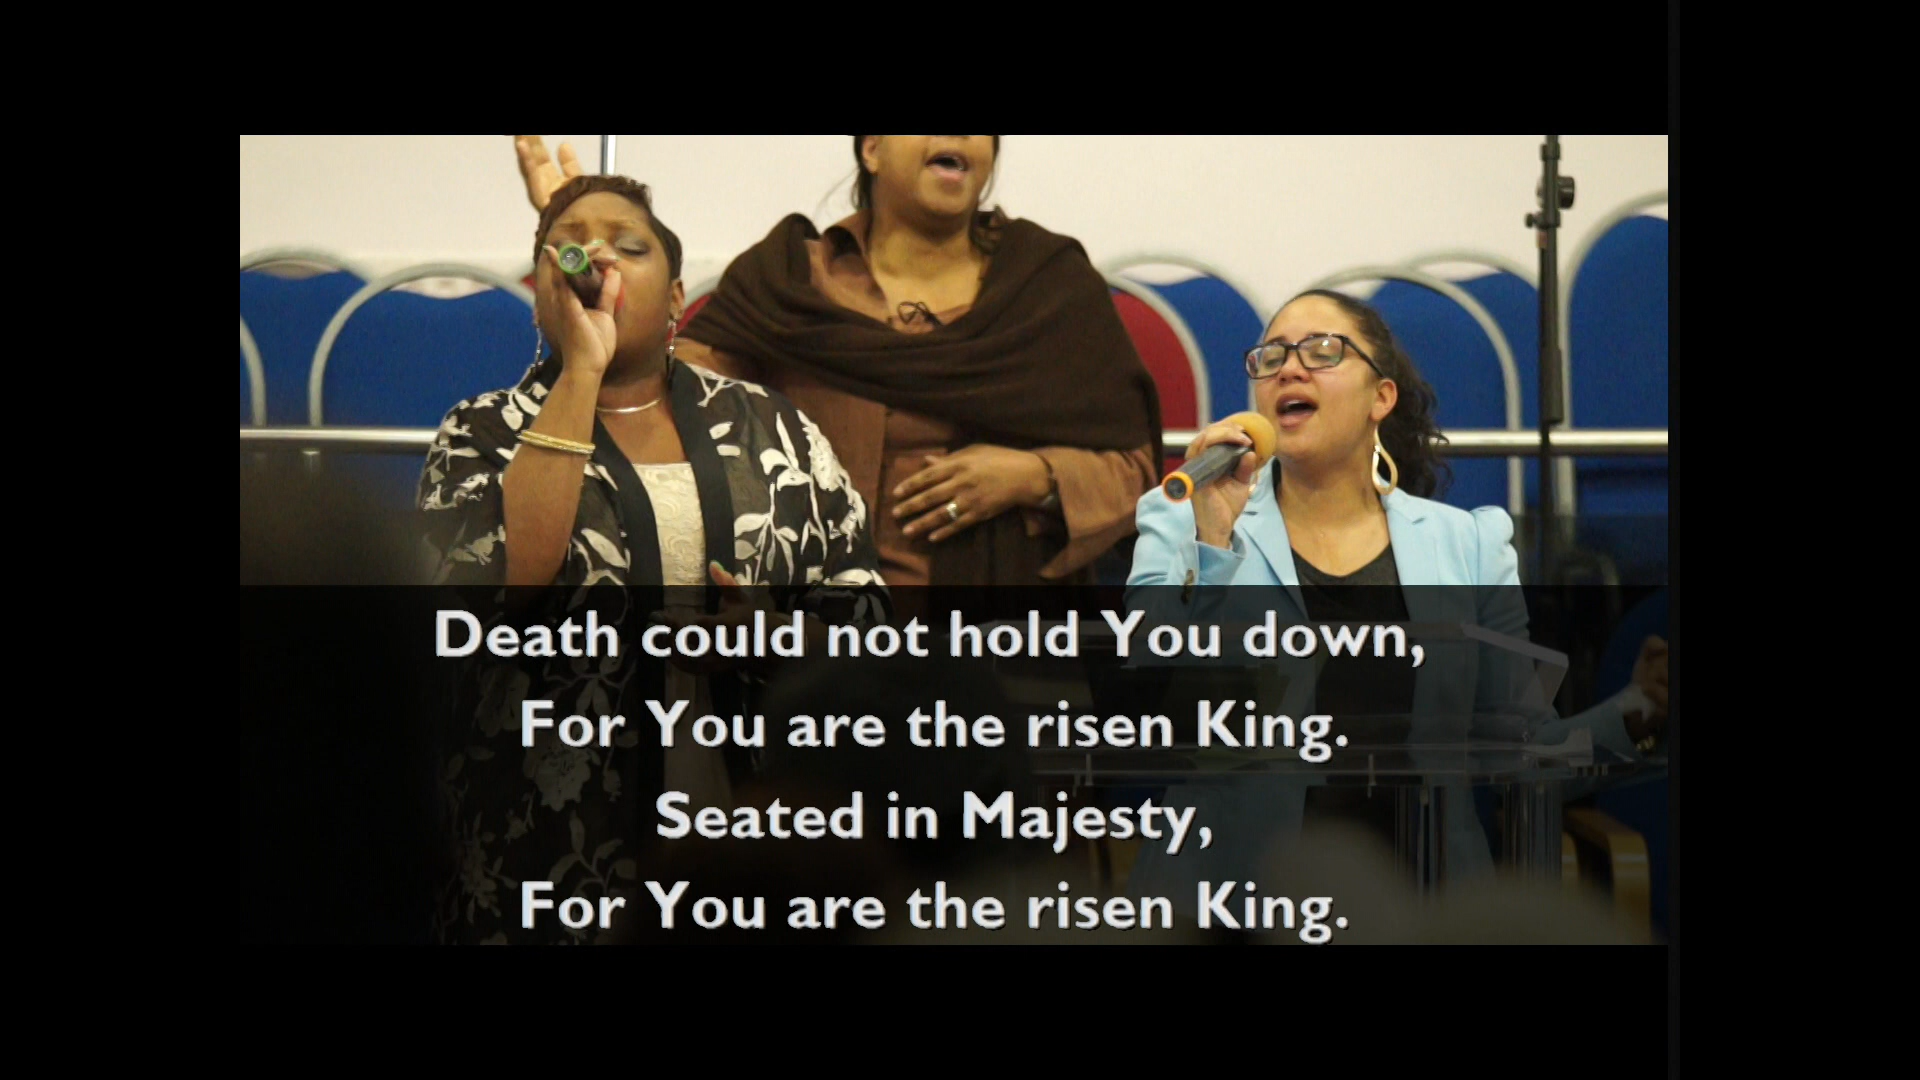 Death could not hold You down,
For You are the risen King.
Seated in Majesty,
For You are the risen King.